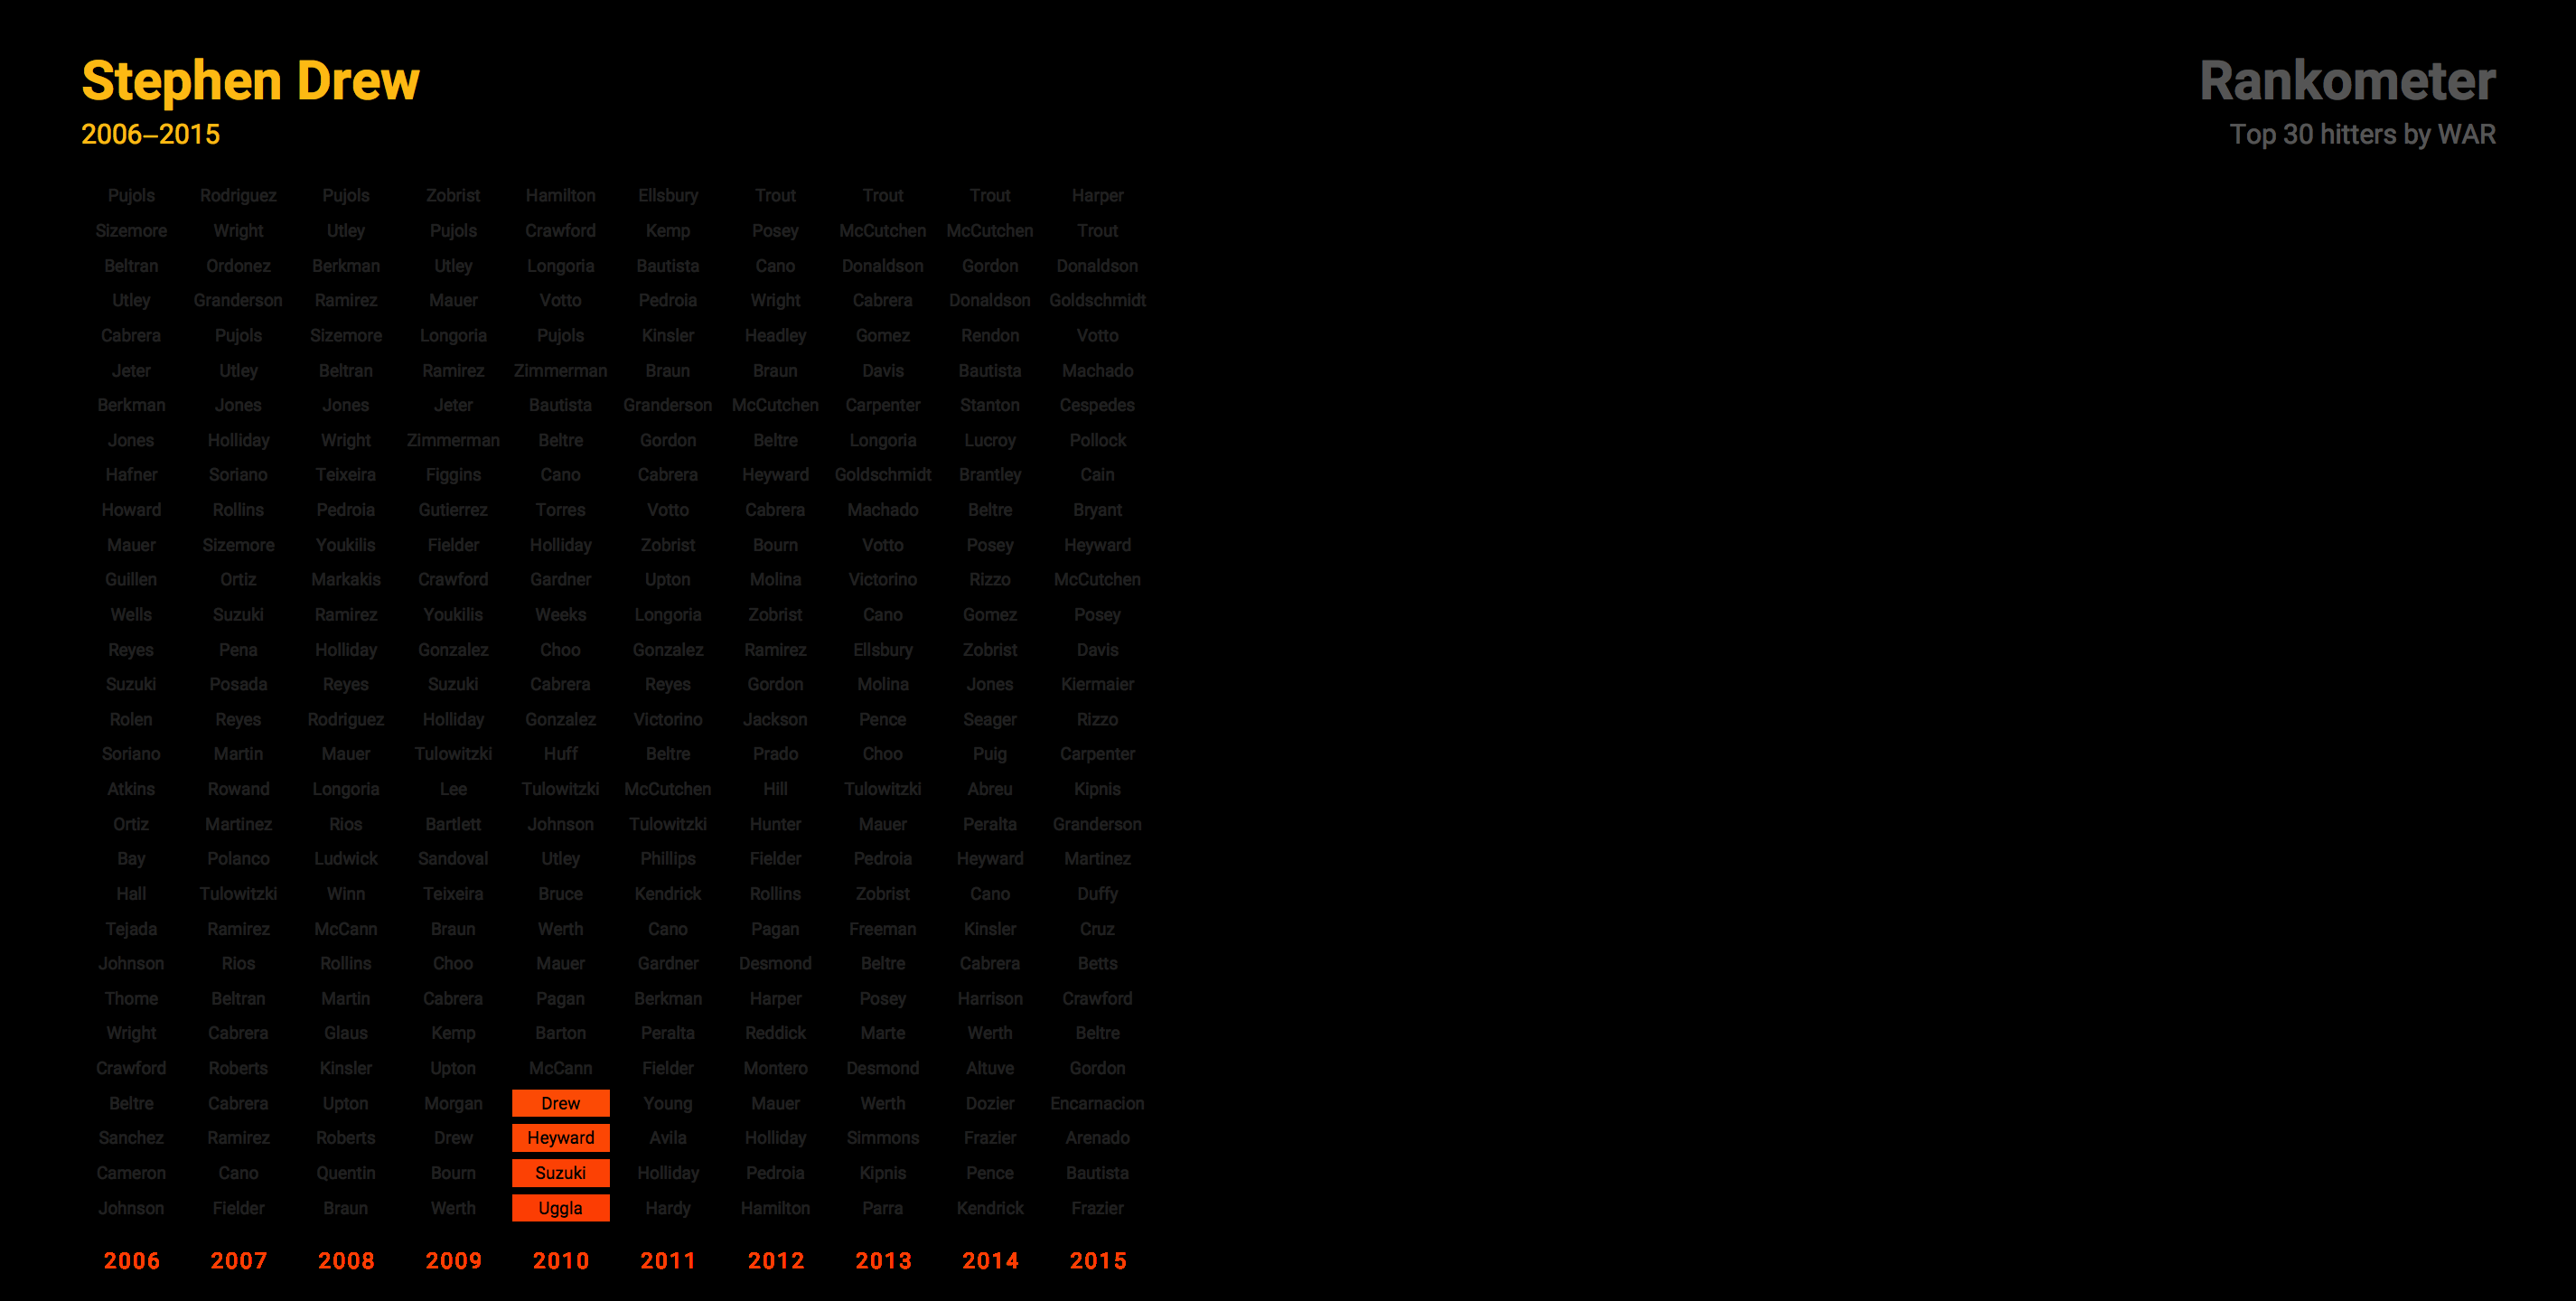 Stephen Drew
2006–2015
Rankometer
Top 30 hitters by WAR
Pujols Rodriguez Pujols Zobrist Hamilton Ellsbury Trout Trout Trout Harper
Sizemore Wright Utley Pujols Crawford Kemp Posey McCutchen McCutchen Trout
Beltran Ordonez Berkman Utley Longoria Bautista Cano Donaldson Gordon Donaldson
Utley Granderson Ramirez Mauer Votto Pedroia Wright Cabrera Donaldson Goldschmidt
Cabrera Pujols Sizemore Longoria Pujols Kinsler Headley Gomez Rendon Votto
Jeter Utley Beltran Ramirez Zimmerman Braun Braun Davis Bautista Machado
Berkman Jones Jones Jeter Bautista Granderson McCutchen Carpenter Stanton Cespedes
Jones Holliday Wright Zimmerman Beltre Gordon Beltre Longoria Lucroy Pollock
Hafner Soriano Teixeira Figgins Cano Cabrera Heyward Goldschmidt Brantley Cain
Howard Rollins Pedroia Gutierrez Torres Votto Cabrera Machado Beltre Bryant
Mauer Sizemore Youkilis Fielder Holliday Zobrist Bourn Votto Posey Heyward
Guillen Ortiz Markakis Crawford Gardner Upton Molina Victorino Rizzo McCutchen
Wells Suzuki Ramirez Youkilis Weeks Longoria Zobrist Cano Gomez Posey
Reyes Pena Holliday Gonzalez Choo Gonzalez Ramirez Ellsbury Zobrist Davis
Suzuki Posada Reyes Suzuki Cabrera Reyes Gordon Molina Jones Kiermaier
Rolen Reyes Rodriguez Holliday Gonzalez Victorino Jackson Pence Seager Rizzo
Soriano Martin Mauer Tulowitzki Huff Beltre Prado Choo Puig Carpenter
Atkins Rowand Longoria Lee Tulowitzki McCutchen Hill Tulowitzki Abreu Kipnis
Ortiz Martinez Rios Bartlett Johnson Tulowitzki Hunter Mauer Peralta Granderson
Bay Polanco Ludwick Sandoval Utley Phillips Fielder Pedroia Heyward Martinez
Hall Tulowitzki Winn Teixeira Bruce Kendrick Rollins Zobrist Cano Duffy
Tejada Ramirez McCann Braun Werth Cano Pagan Freeman Kinsler Cruz
Johnson Rios Rollins Choo Mauer Gardner Desmond Beltre Cabrera Betts
Thome Beltran Martin Cabrera Pagan Berkman Harper Posey Harrison Crawford
Wright Cabrera Glaus Kemp Barton Peralta Reddick Marte Werth Beltre
Crawford Roberts Kinsler Upton McCann Fielder Montero Desmond Altuve Gordon
Beltre Cabrera Upton Morgan Drew Young Mauer Werth Dozier Encarnacion
Sanchez Ramirez Roberts Drew Heyward Avila Holliday Simmons Frazier Arenado
Cameron Cano Quentin Bourn Suzuki Holliday Pedroia Kipnis Pence Bautista
Johnson Fielder Braun Werth Uggla Hardy Hamilton Parra Kendrick Frazier
2006 2007 2008 2009 2010 2011 2012 2013 2014 2015